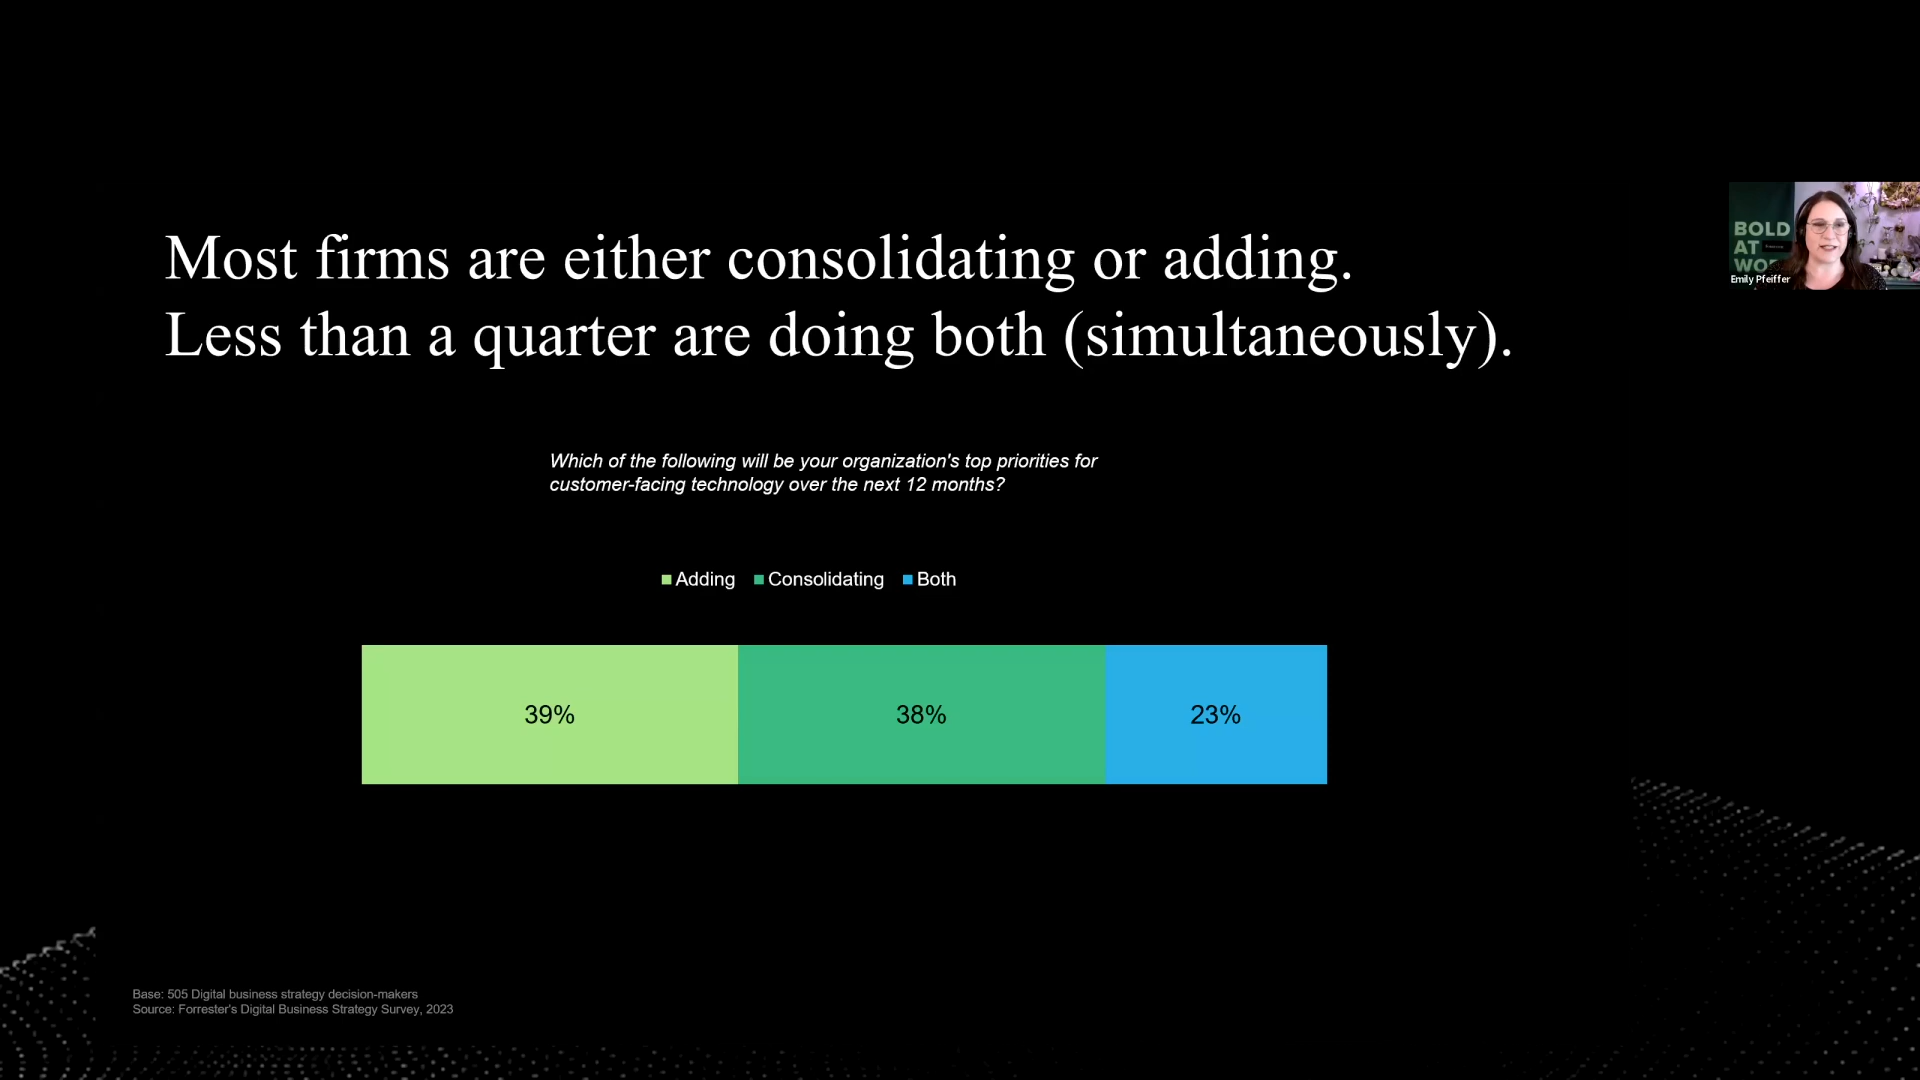 Most firms are either consolidating or adding.
Less than a quarter are doing both (simultaneously).
BOLD
AT
Emily Pfeiffer
Which of the following will be your organization's top priorities for
customer-facing technology over the next 12 months?
Adding Consolidating Both
39% 38% 23%
Base: 505 Digital business strategy decision-makers
Source: Forrester's Digital Business Strategy Survey, 2023